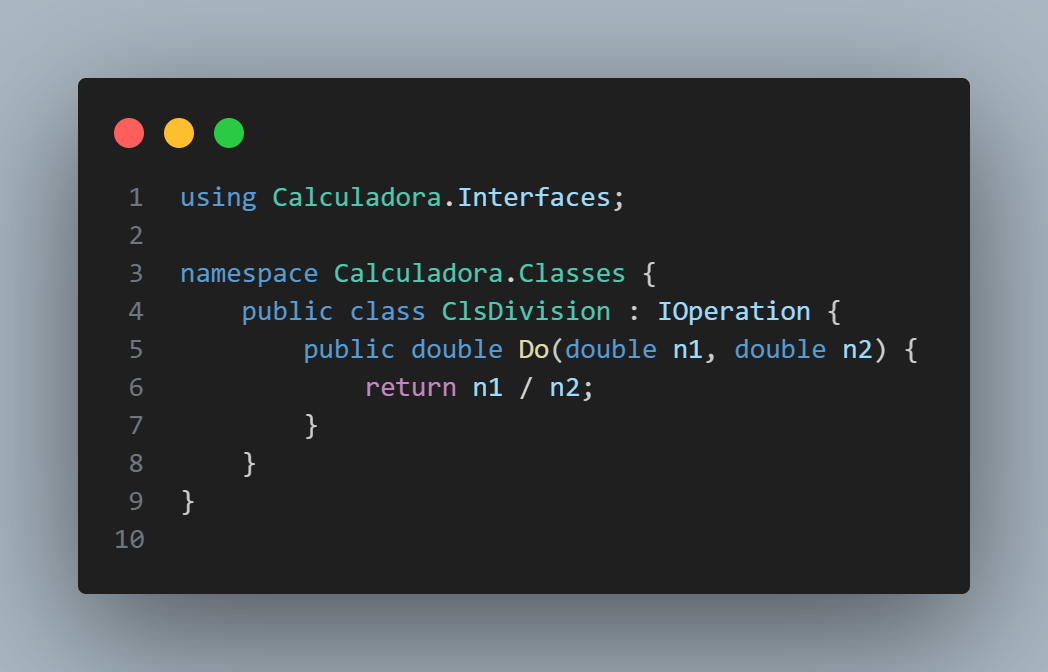 1 using Calculadora.Interfaces;
2
3 namespace Calculadora.Classes {
4     public class ClsDivision : IOperation {
5         public double Do(double n1, double n2) {
6             return n1 / n2;
7         }
8     }
9 }
10